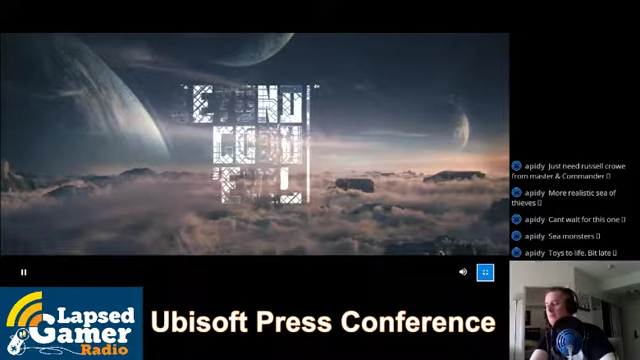 apidy Just need russell crowe
from master & Commander
apidy More realistic sea of
thieves
apidy Cant wait for this one
apidy Sea monsters
apidy Toys to life. Bit late
Lapsed
Gamer
Radio
Ubisoft Press Conference